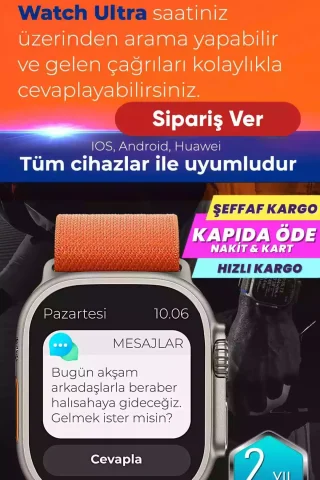 Watch Ultra saatiniz
üzerinden arama yapabilir
ve gelen çağrıları kolaylıkla
cevaplayabilirsiniz.
Sipariş Ver
IOS, Android, Huawei
Tüm cihazlar ile uyumludur
ŞEFFAF KARGO
KAPIDA ÖDE
NAKİT & KART
HIZLI KARGO
Pazartesi 10.06
MESAJLAR
Bugün akşam
arkadaşlarla beraber
halısahaya gideceğiz.
Gelmek ister misin?
Cevapla
2
YIL